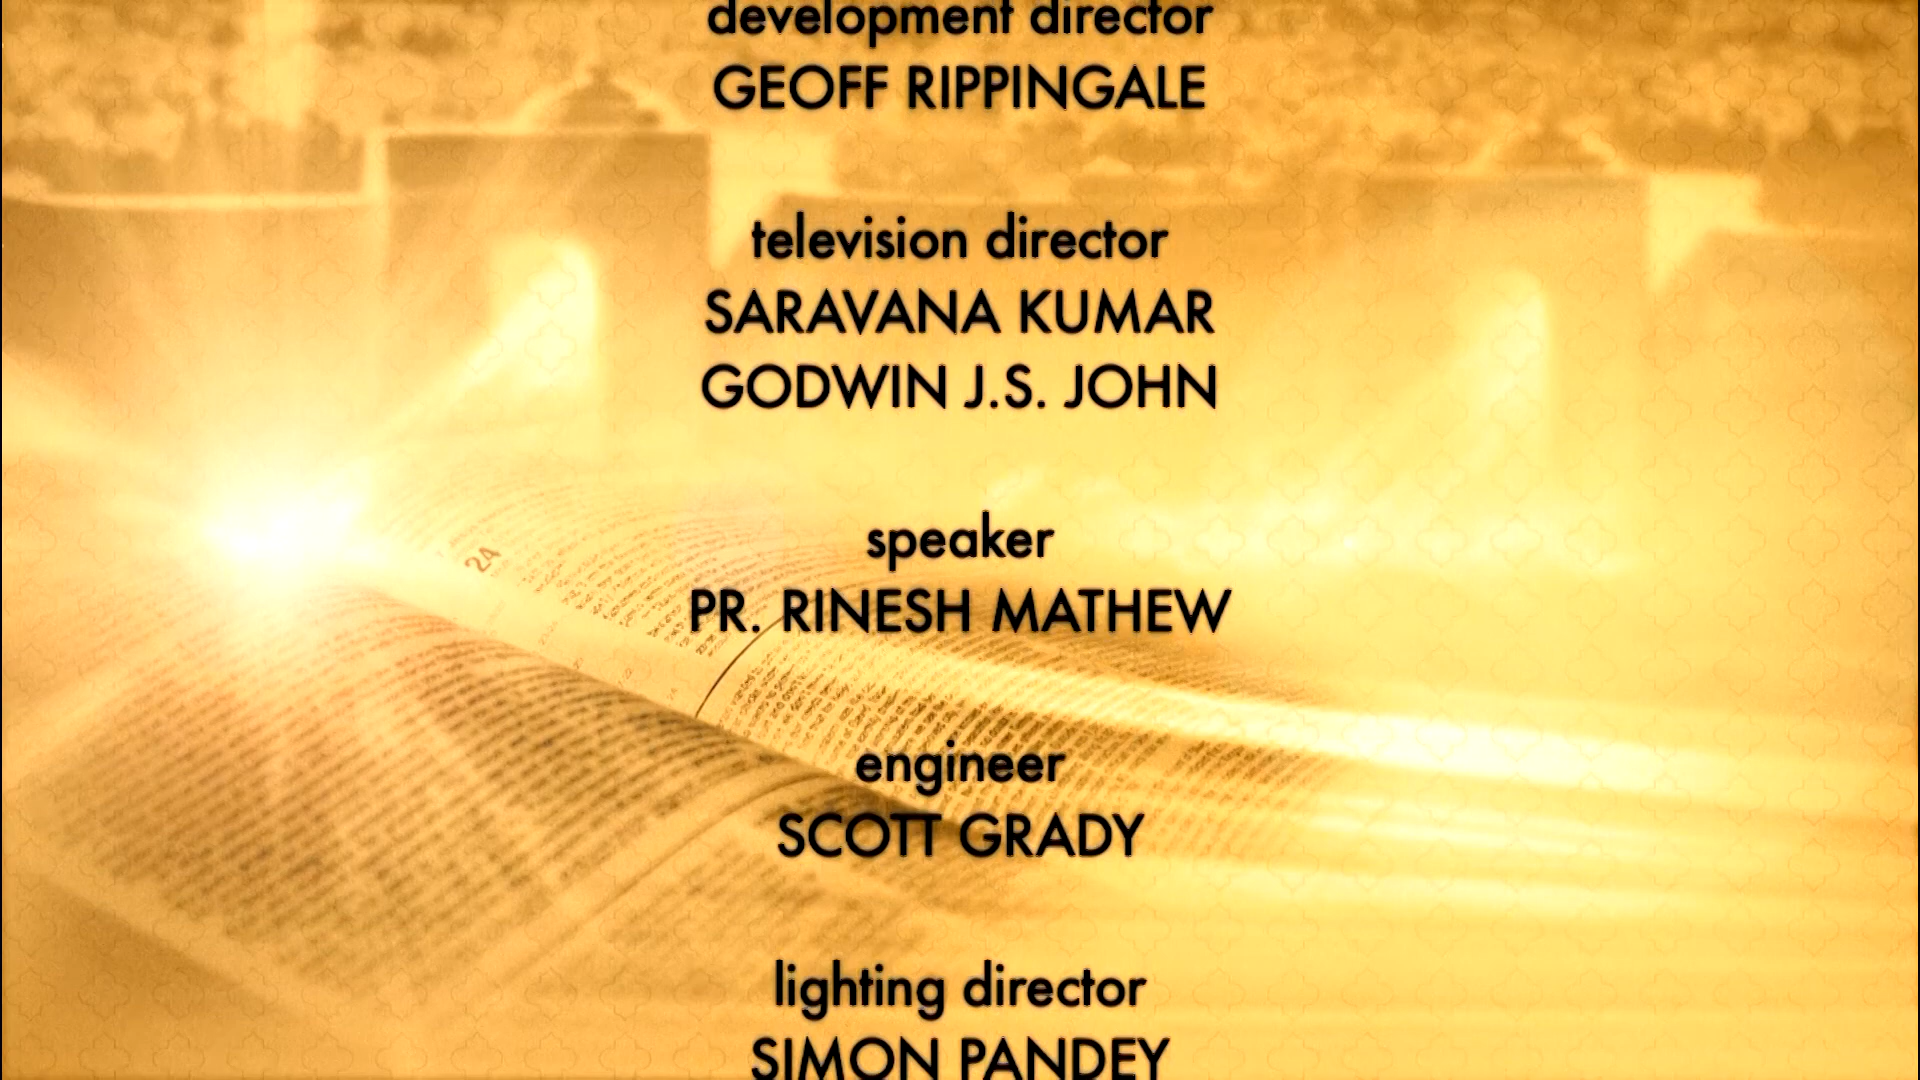 development director
GEOFF RIPPINGALE
television director
SARAVANA KUMAR
GODWIN J.S. JOHN
speaker
PR. RINESH MATHEW
24
engineer
SCOTT GRADY
lighting director
SIMON PANDEY